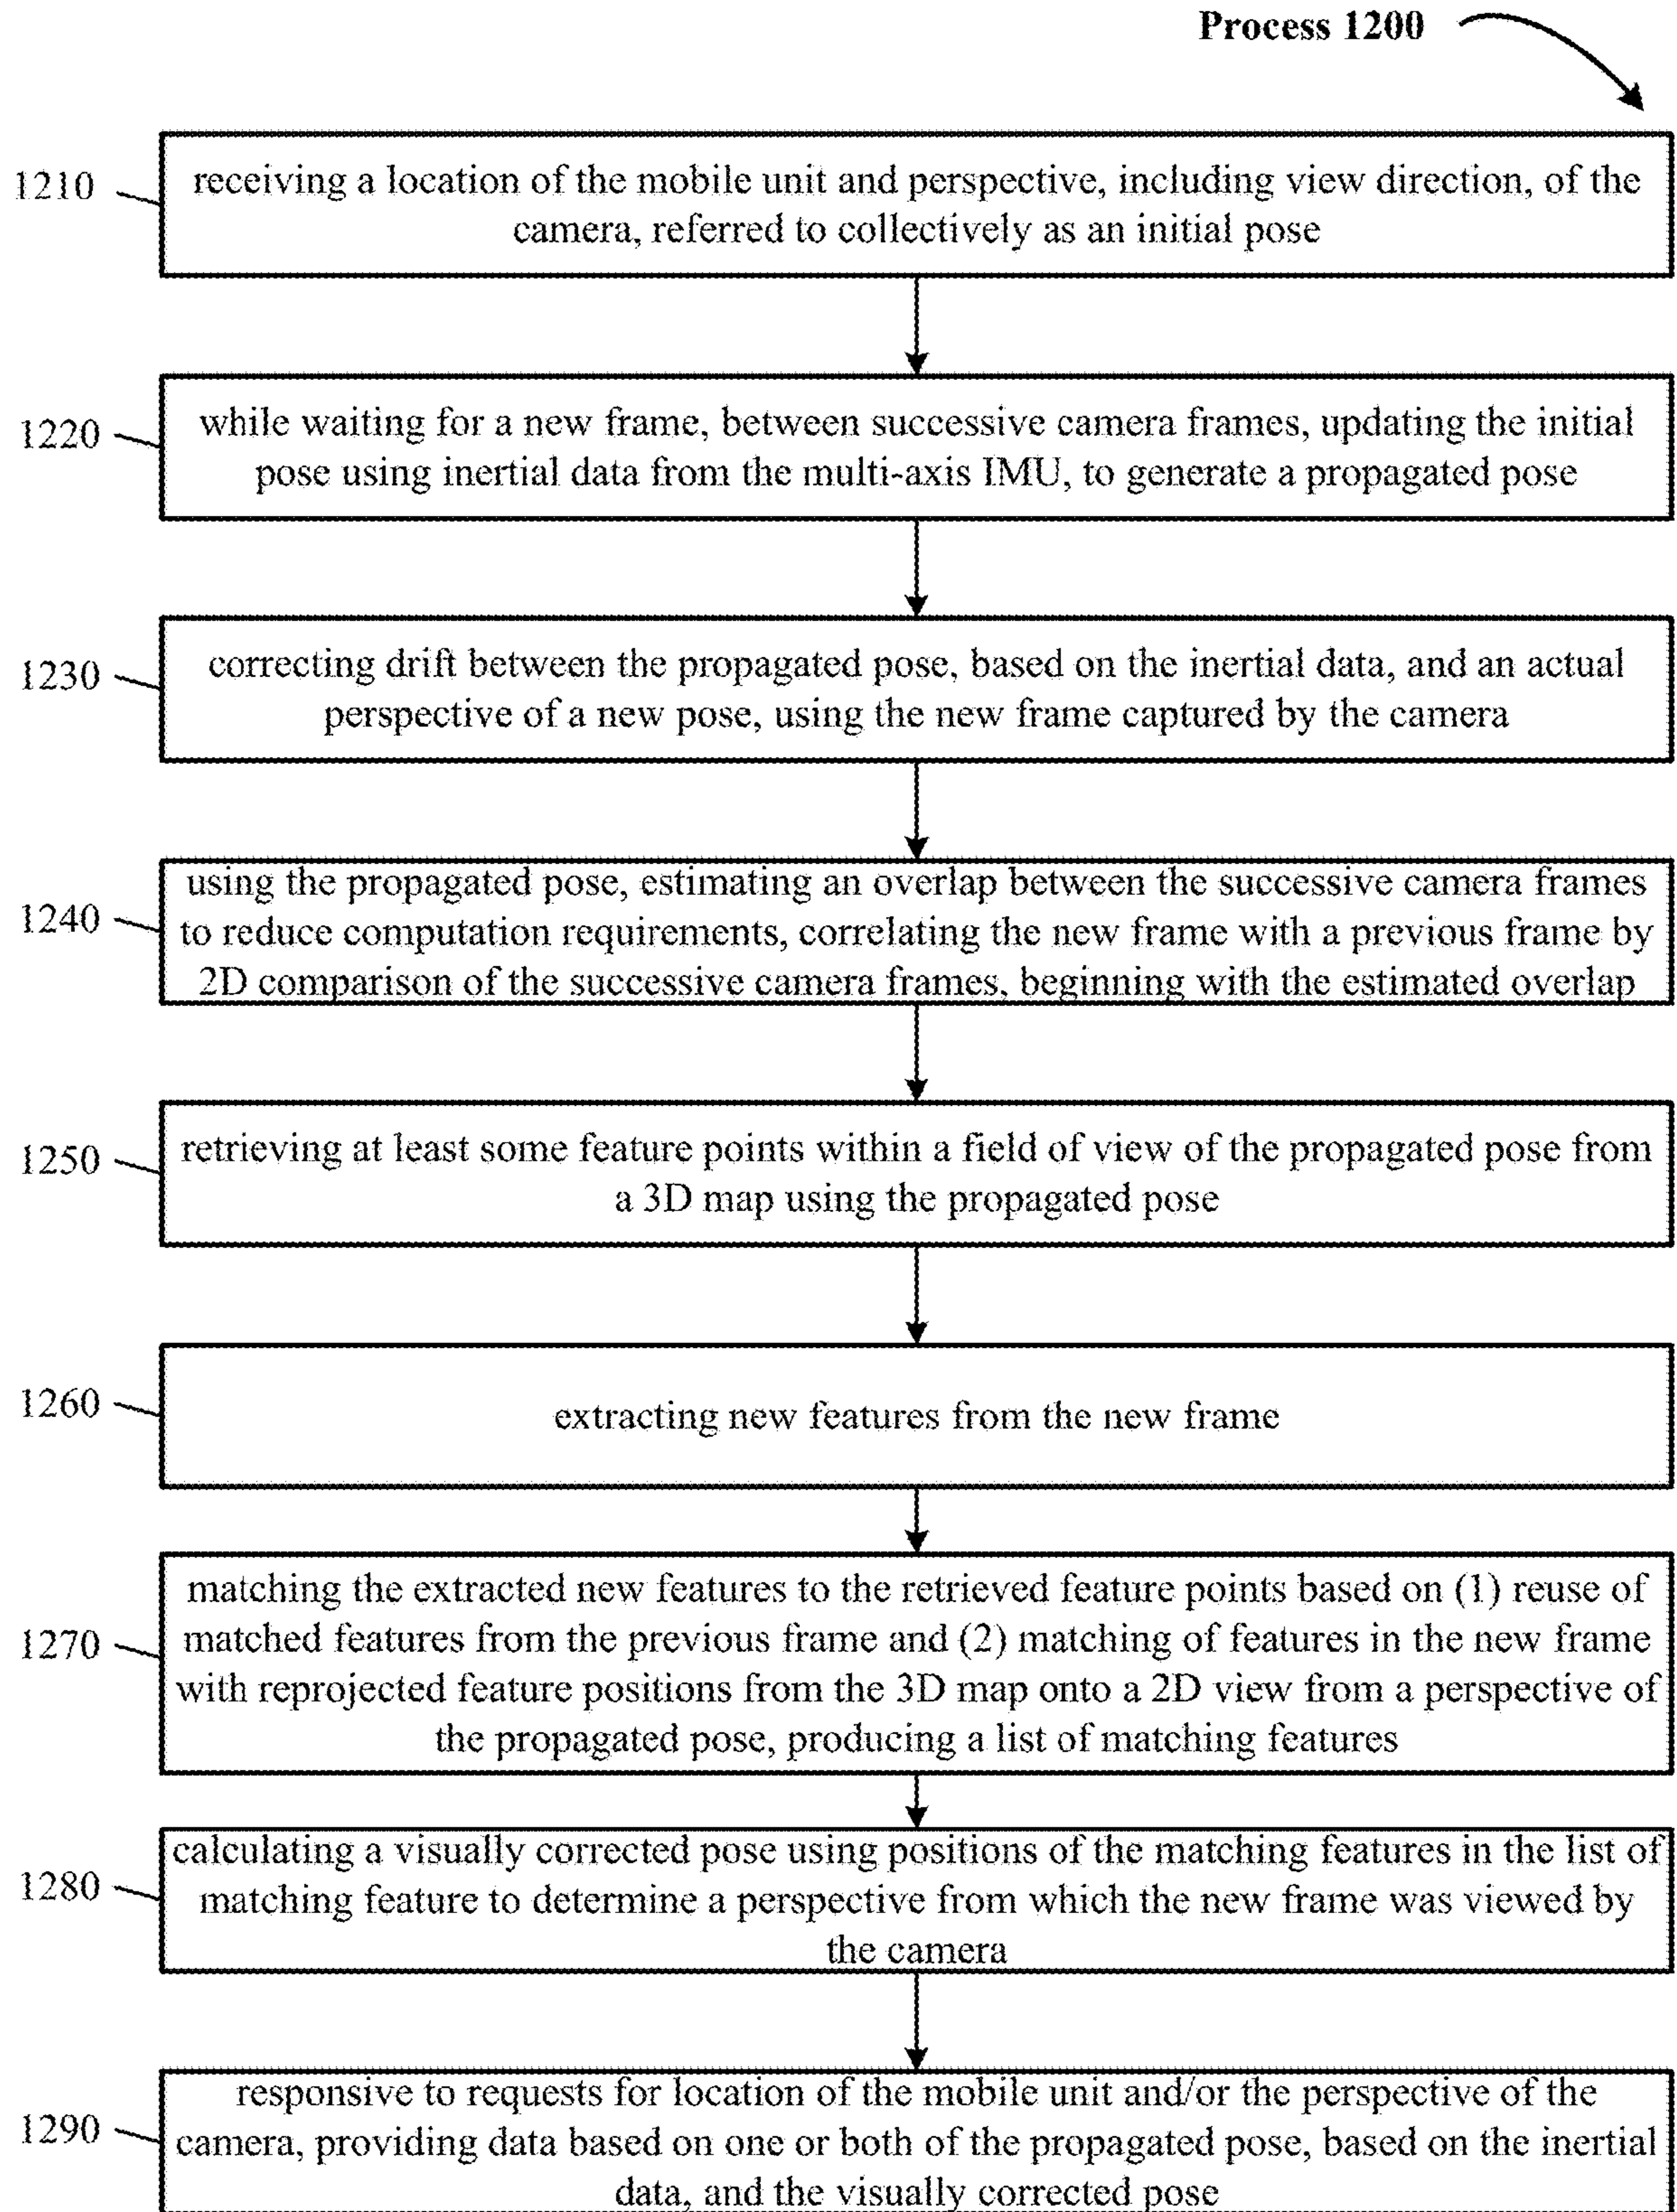 Process 1200
1210
receiving a location of the mobile unit and perspective, including view direction, of the
camera, referred to collectively as an initial pose
1220
while waiting for a new frame, between successive camera frames, updating the initial
pose using inertial data from the multi-axis IMU, to generate a propagated pose
1230
correcting drift between the propagated pose, based on the inertial data, and an actual
perspective of a new pose, using the new frame captured by the camera
1240
using the propagated pose, estimating an overlap between the successive camera frames
to reduce computation requirements, correlating the new frame with a previous frame by
2D comparison of the successive camera frames, beginning with the estimated overlap
1250
retrieving at least some feature points within a field of view of the propagated pose from
a 3D map using the propagated pose
1260
extracting new features from the new frame
1270
matching the extracted new features to the retrieved feature points based on (1) reuse of
matched features from the previous frame and (2) matching of features in the new frame
with reprojected feature positions from the 3D map onto a 2D view from a perspective of
the propagated pose, producing a list of matching features
1280
calculating a visually corrected pose using positions of the matching features in the list of
matching feature to determine a perspective from which the new frame was viewed by
the camera
1290
responsive to requests for location of the mobile unit and/or the perspective of the
camera, providing data based on one or both of the propagated pose, based on the inertial
data, and the visually corrected pose